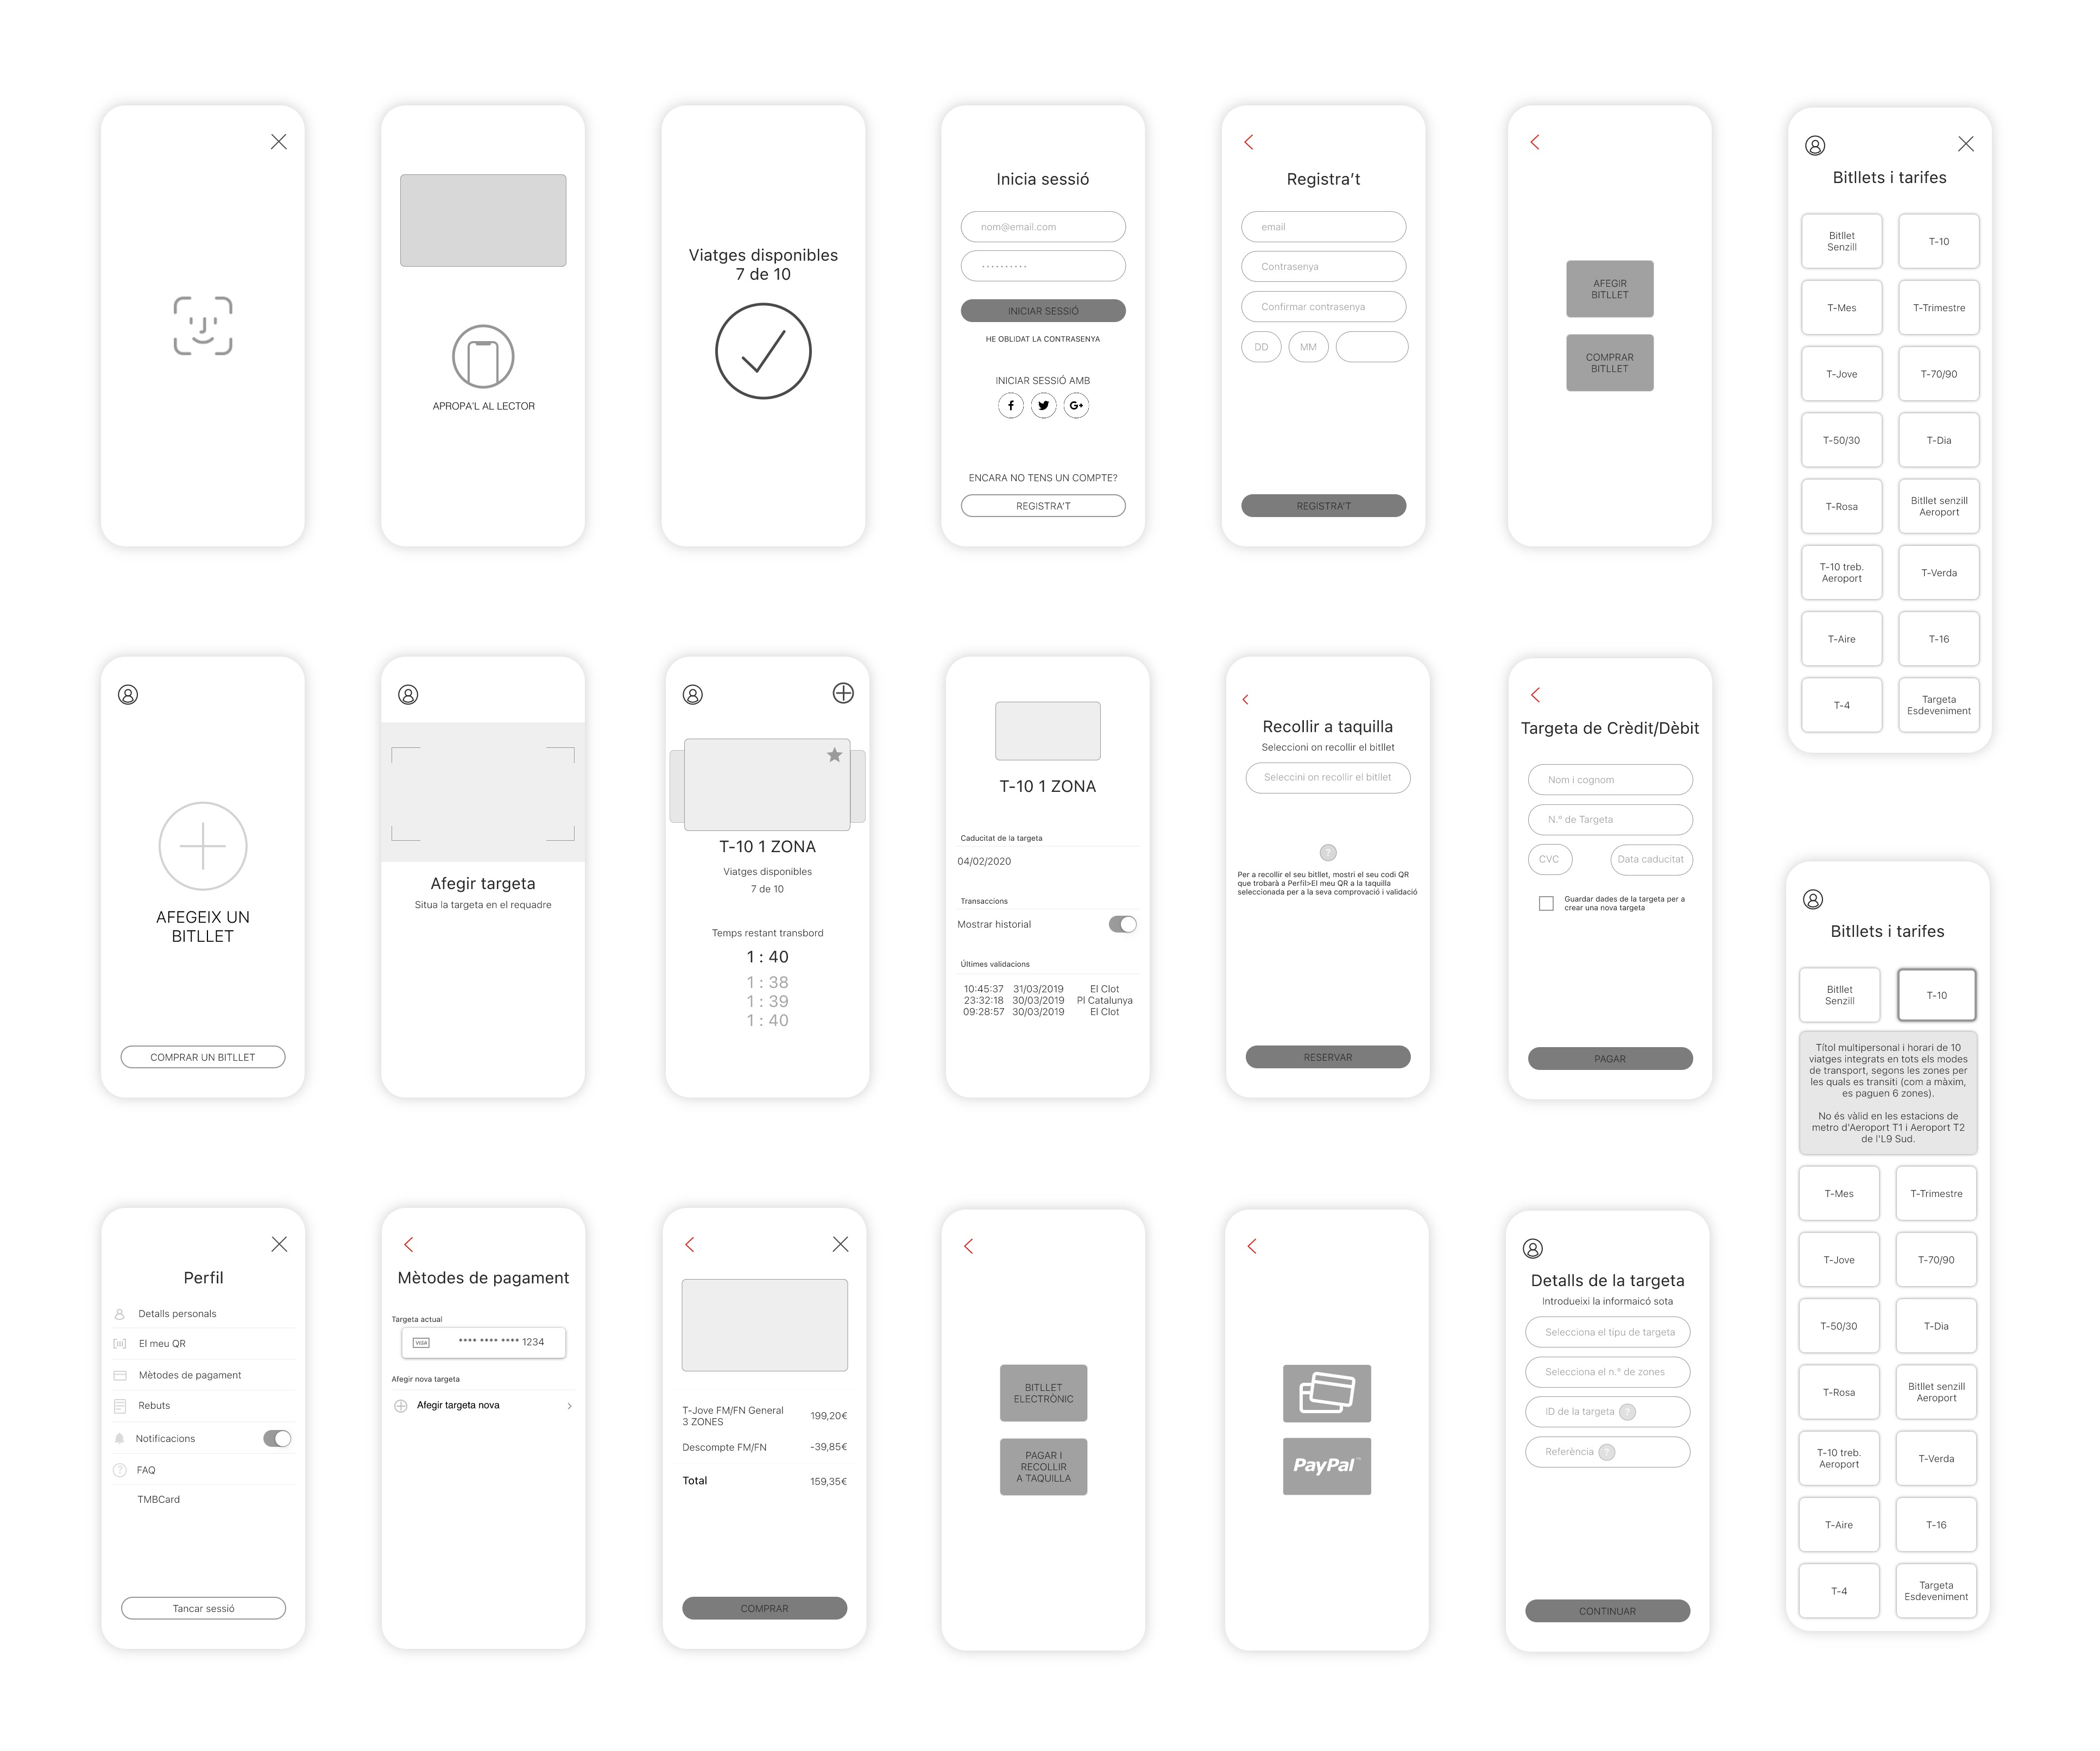 APROPA'L AL LECTOR
Viatges disponibles
7 de 10
Inicia sessió
nom@email.com
INICIAR SESSIÓ
HE OBLIDAT LA CONTRASENYA
INICIAR SESSIÓ AMB
f
G+
ENCARA NO TENS UN COMPTE?
REGISTRA'T
Registra't
email
Contrasenya
Confirmar contrasenya
DD MM
REGISTRA'T
AFEGIR
BITLLET
COMPRAR
BITLLET
Bitllets i tarifes
Bitllet
Senzill
T-10
T-Mes
T-Trimestre
T-Jove
T-70/90
T-50/30
T-Dia
T-Rosa
Bitllet senzill
Aeroport
T-10 treb.
Aeroport
T-Verda
T-Aire
T-16
T-4
Targeta
Esdeveniment
AFEGEIX UN
BITLLET
COMPRAR UN BITLLET
Afegir targeta
Situa la targeta en el requadre
T-10 1 ZONA
Viatges disponibles
7 de 10
Temps restant transbord
1 : 40
1 : 38
1 : 39
1 : 40
T-10 1 ZONA
Caducitat de la targeta
04/02/2020
Transaccions
Mostrar historial
Últimes validacions
10:45:37 31/03/2019 El Clot
23:32:18 30/03/2019 Pl Catalunya
09:28:57 30/03/2019 El Clot
Recollir a taquilla
Seleccioni on recollir el bitllet
Seleccini on recollir el bitllet
?
Per a recollir el seu bitllet, mostri el seu codi QR
que trobarà a Perfil>El meu QR a la taquilla
seleccionada per a la seva comprovació i validació
RESERVAR
Targeta de Crèdit/Dèbit
Nom i cognom
N.º de Targeta
CVC
Data caducitat
Guardar dades de la targeta per a
crear una nova targeta
PAGAR
Bitllets i tarifes
Bitllet
Senzill
T-10
Títol multipersonal i horari de 10
viatges integrats en tots els modes
de transport, segons les zones per
les quals es transiti (com a màxim,
es paguen 6 zones).
No és vàlid en les estacions de
metro d'Aeroport T1 i Aeroport T2
de l'L9 Sud.
T-Mes
T-Trimestre
T-Jove
T-70/90
T-50/30
T-Dia
T-Rosa
Bitllet senzill
Aeroport
T-10 treb.
Aeroport
T-Verda
T-Aire
T-16
T-4
Targeta
Esdeveniment
Perfil
Detalls personals
El meu QR
Mètodes de pagament
Rebuts
Notificacions
? FAQ
TMBCard
Tancar sessió
Mètodes de pagament
Targeta actual
VISA **** **** **** 1234
Afegir nova targeta
Afegir targeta nova
T-Jove FM/FN General
3 ZONES
199,20€
Descompte FM/FN -39,85€
Total 159,35€
COMPRAR
BITLLET
ELECTRÒNIC
PAGAR I
RECOLLIR
A TAQUILLA
PayPal™
Detalls de la targeta
Introdueixi la informaicó sota
Selecciona el tipu de targeta
Selecciona el n.º de zones
ID de la targeta ?
Referència ?
CONTINUAR